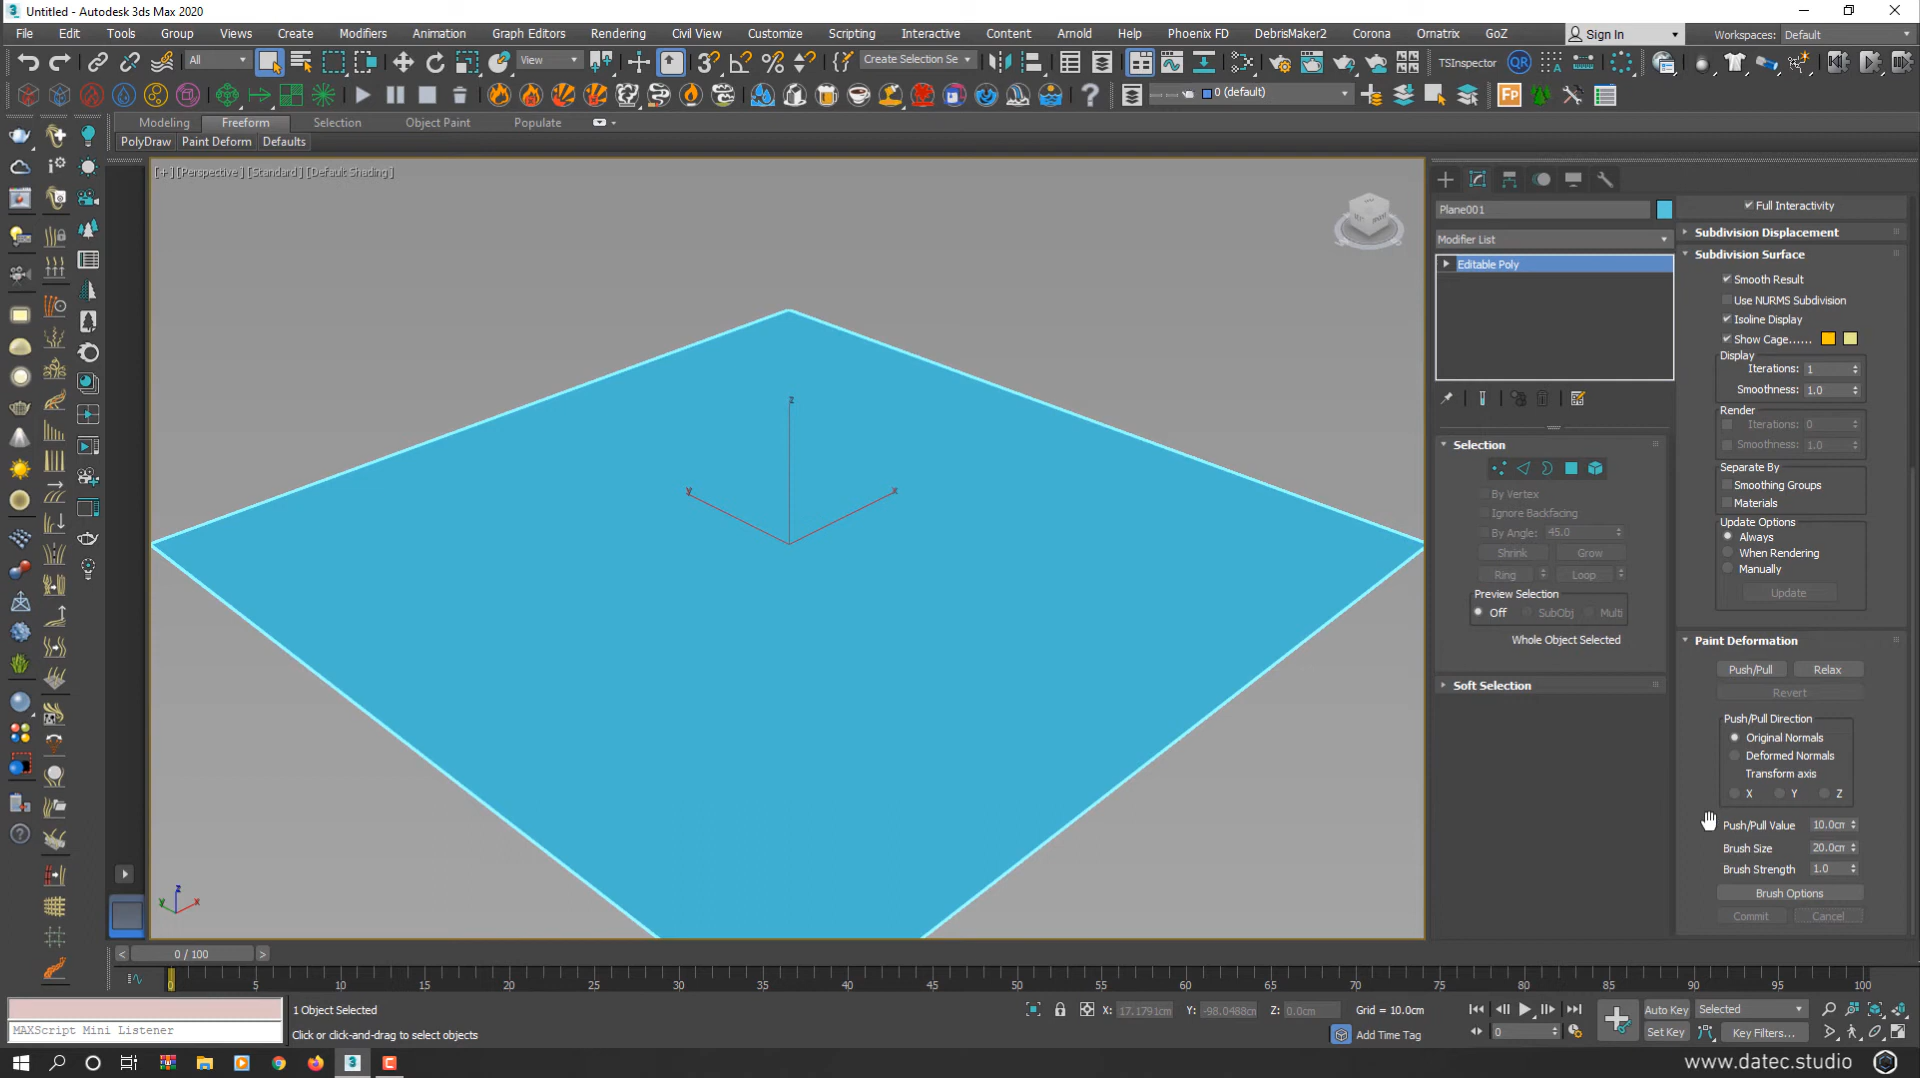 Untitled - Autodesk 3ds Max 2020
File Edit Tools Group Views Create Modifiers Animation Graph Editors Rendering Civil View Customize Scripting Interactive Content Arnold Help Phoenix FD DebrisMaker2 Corona Ornatrix GoZ Sign In Workspaces: Default
All View Create Selection Se TSInspector QR
0 (default) Fp
Modeling Freeform Selection Object Paint Populate
PolyDraw Paint Deform Defaults
[+] [Perspective] [Standard] [Default Shading]
z
y
x
z
y
x
Plane001
Modifier List
Editable Poly
Selection
By Vertex
Ignore Backfacing
By Angle: 45.0
Shrink Grow
Ring Loop
Preview Selection
Off SubObj Multi
Whole Object Selected
Soft Selection
Full Interactivity
Subdivision Displacement
Subdivision Surface
Smooth Result
Use NURMS Subdivision
Isoline Display
Show Cage......
Display
Iterations: 1
Smoothness: 1.0
Render
Iterations: 0
Smoothness: 1.0
Separate By
Smoothing Groups
Materials
Update Options
Always
When Rendering
Manually
Update
Paint Deformation
Push/Pull Relax
Revert
Push/Pull Direction
Original Normals
Deformed Normals
Transform axis
X Y Z
Push/Pull Value 10.0cm
Brush Size 20.0cm
Brush Strength 1.0
Brush Options
Commit Cancel
< 0 / 100 >
0 5 10 15 20 25 30 35 40 45 50 55 60 65 70 75 80 85 90 95 100
1 Object Selected
MAXScript Mini Listener
Click or click-and-drag to select objects
X: 17.1791cm Y: -98.0488cm Z: 0.0cm Grid = 10.0cm
Add Time Tag
0
Auto Key Selected
Set Key Key Filters...
www.datec.studio